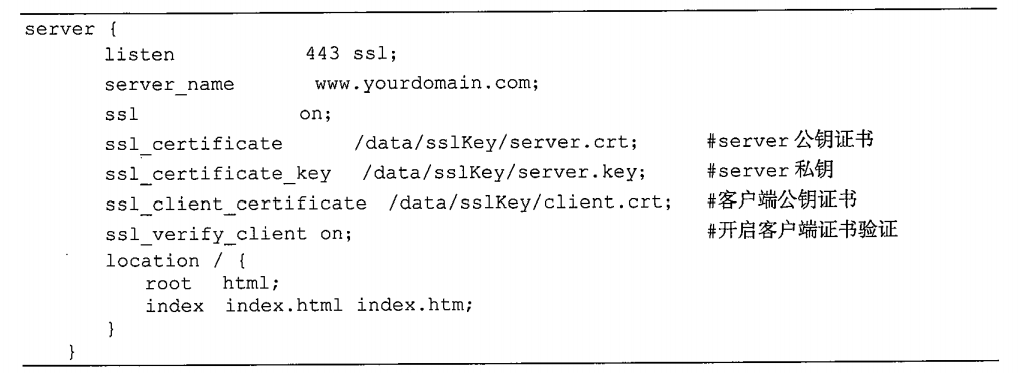 server {
listen 443 ssl;
server_name www.yourdomain.com;
ssl on;
ssl_certificate /data/sslKey/server.crt; #server 公钥证书
ssl_certificate_key /data/sslKey/server.key; #server 私钥
ssl_client_certificate /data/sslKey/client.crt; #客户端公钥证书
ssl_verify_client on; #开启客户端证书验证
location / {
root html;
index index.html index.htm;
}
}